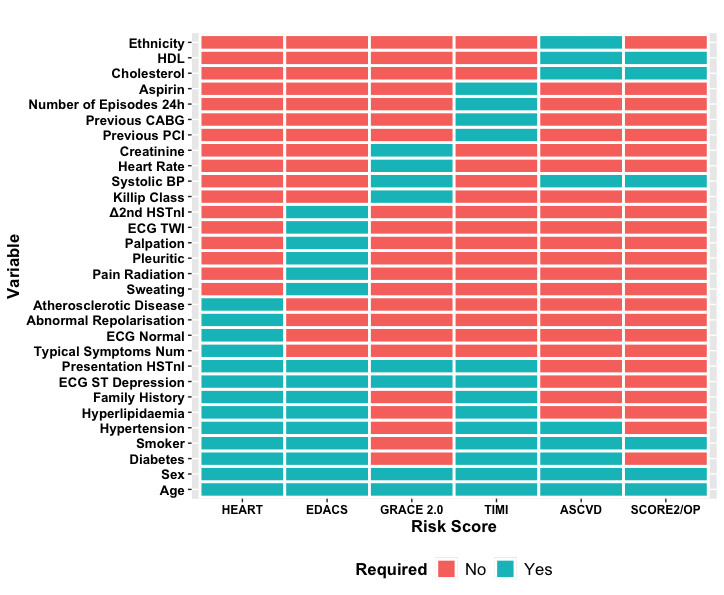 Ethnicity
HDL
Cholesterol
Aspirin
Number of Episodes 24h
Previous CABG
Previous PCI
Creatinine
Heart Rate
Systolic BP
Killip Class
Δ2nd HSTnI
ECG TWI
Palpation
Pleuritic
Pain Radiation
Sweating
Atherosclerotic Disease
Abnormal Repolarisation
ECG Normal
Typical Symptoms Num
Presentation HSTnI
ECG ST Depression
Family History
Hyperlipidaemia
Hypertension
Smoker
Diabetes
Sex
Age
Variable
HEART EDACS GRACE 2.0 TIMI ASCVD SCORE2/OP
Risk Score
Required No Yes